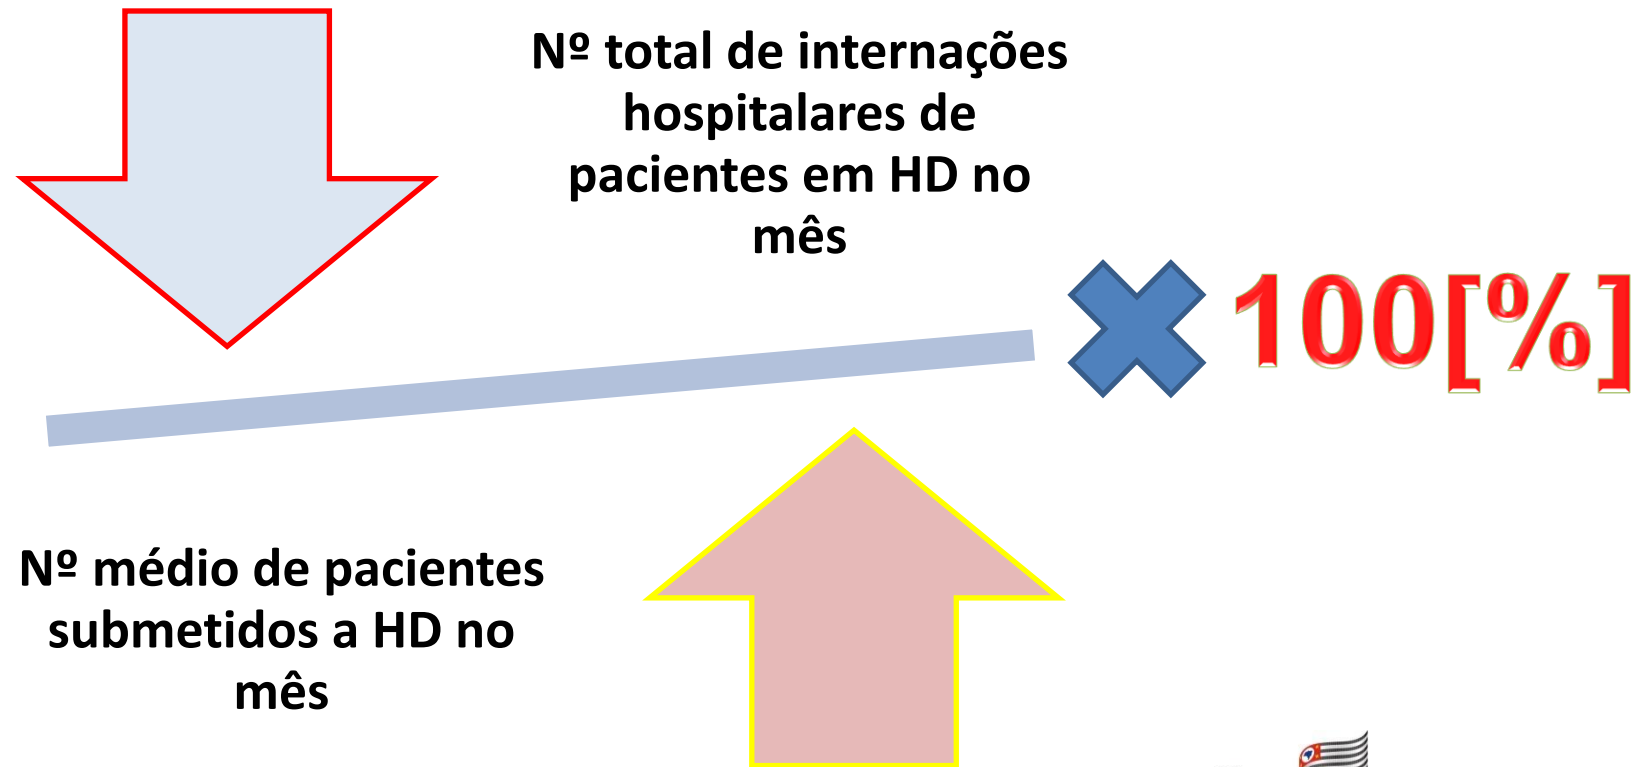 Nº total de internações
hospitalares de
pacientes em HD no
mês
100[%]
Nº médio de pacientes
submetidos a HD no
mês